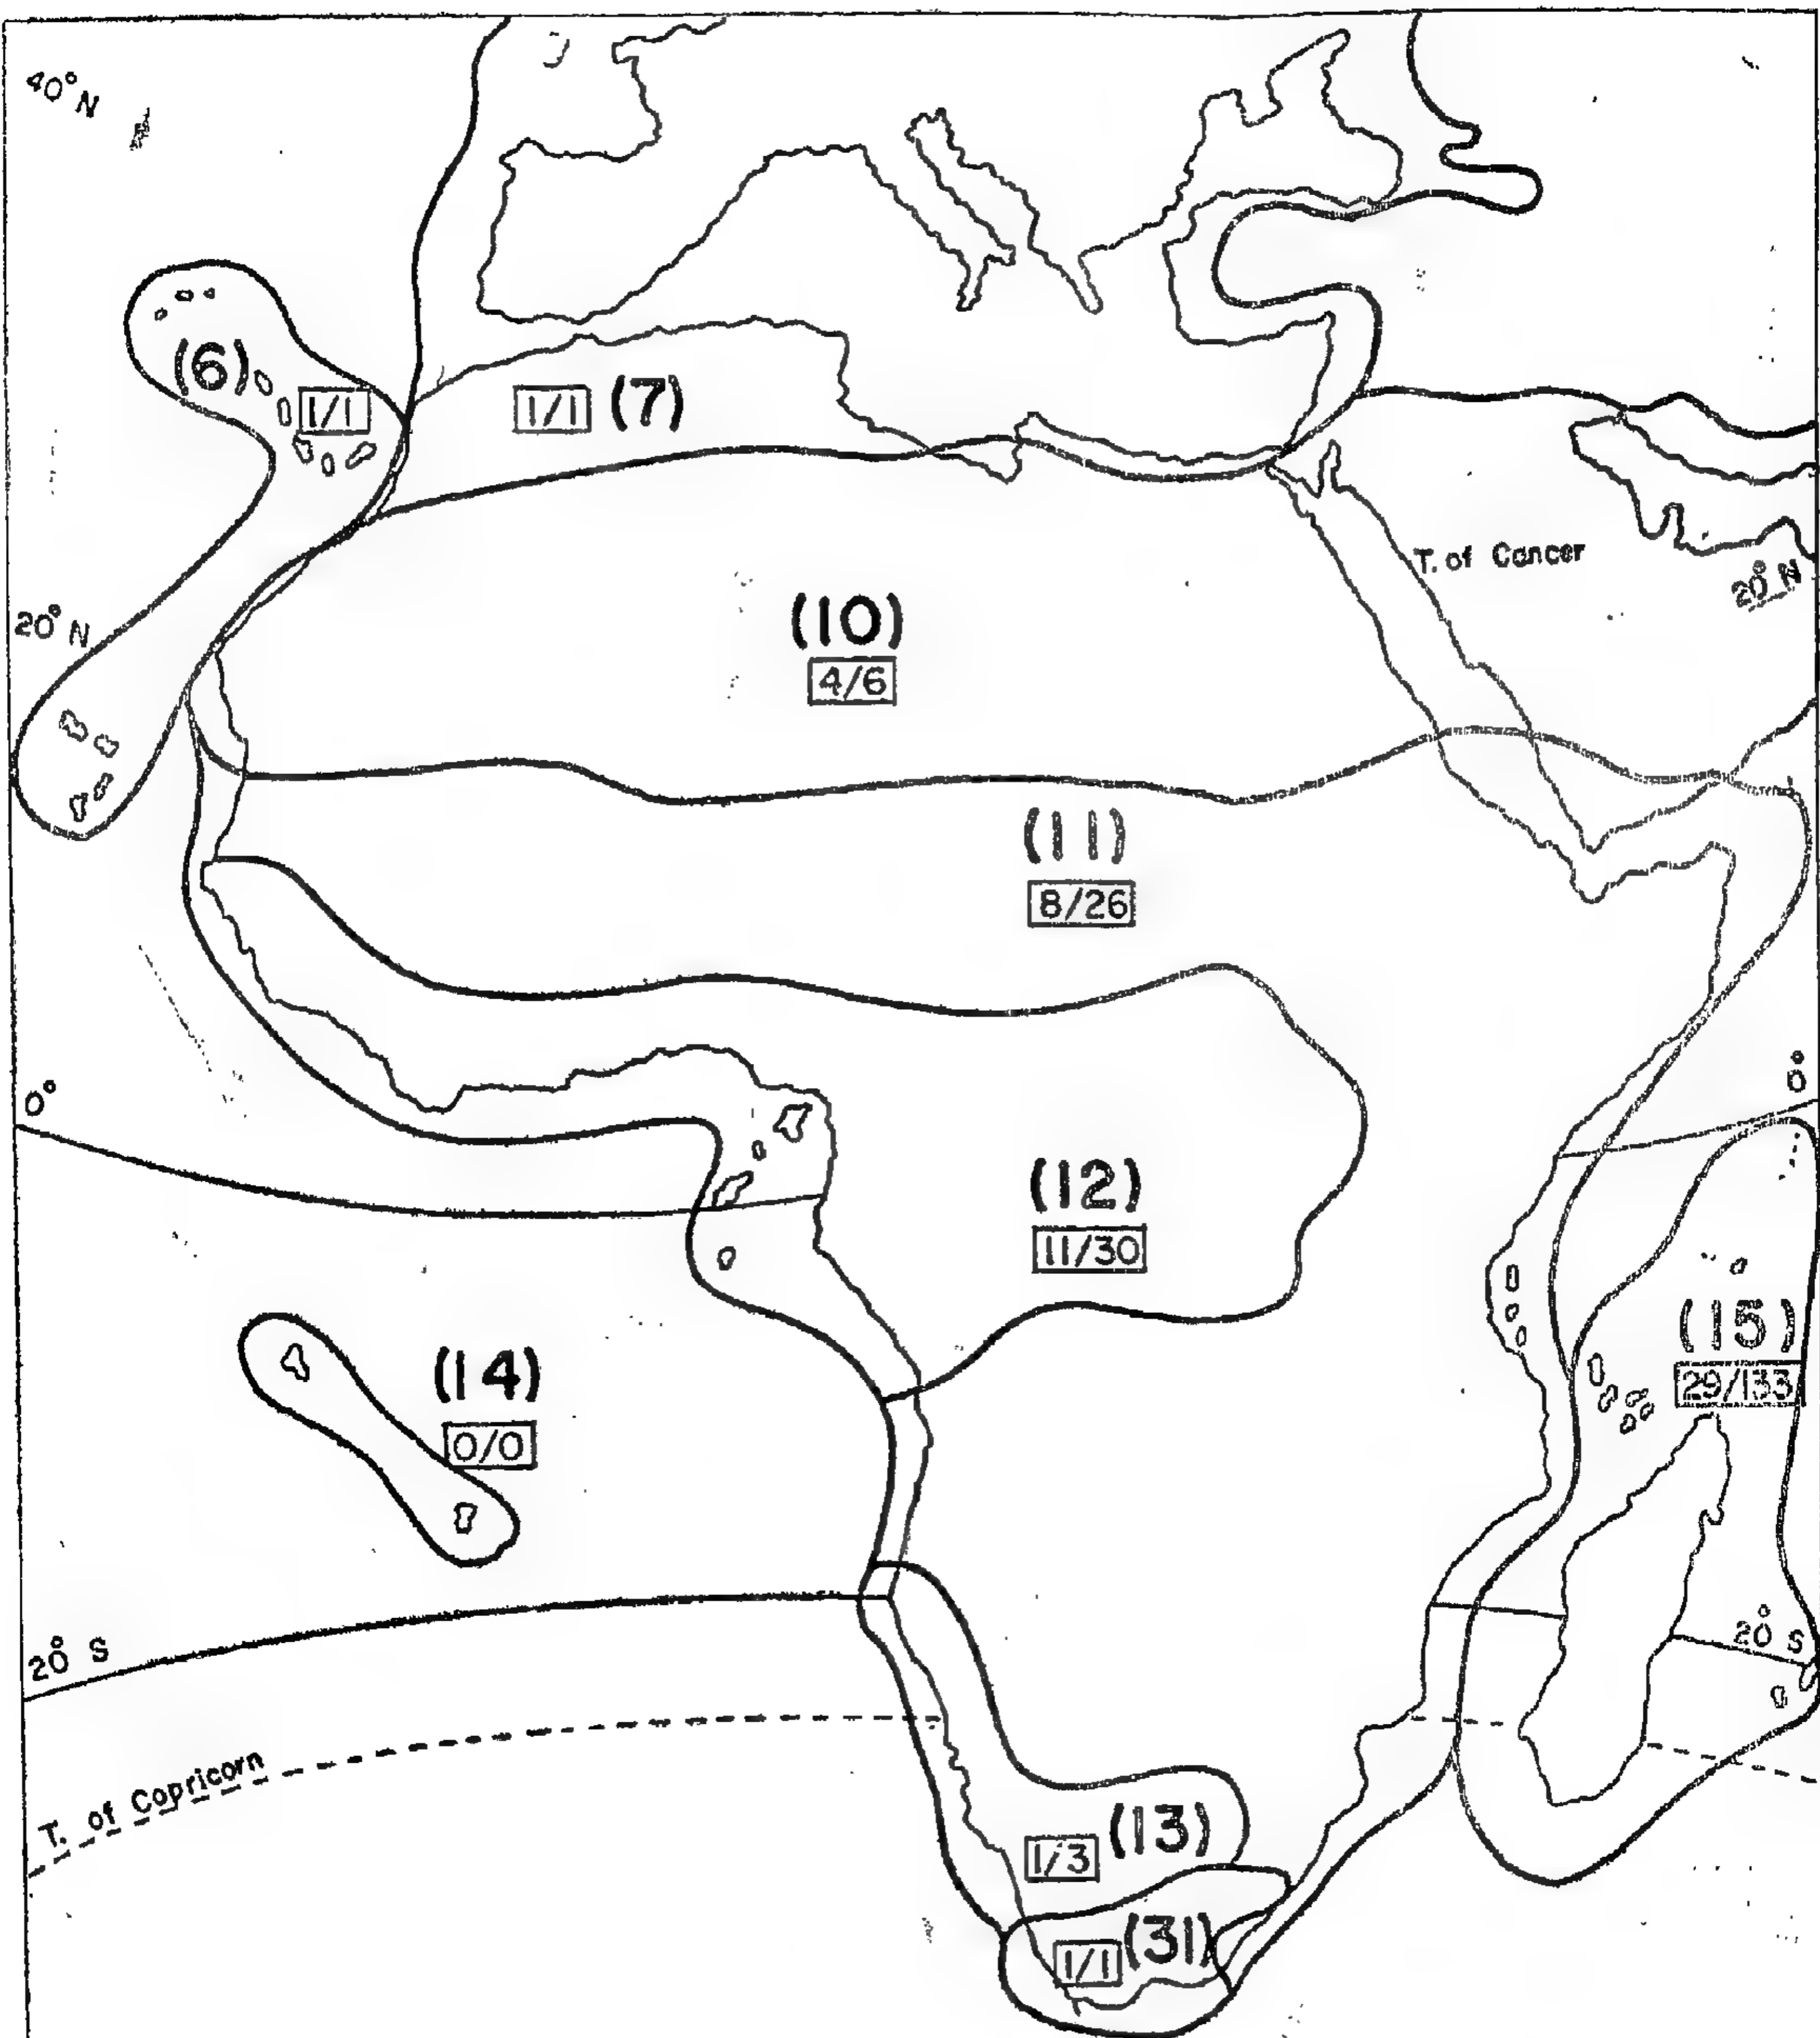 40° N
(6)
1/1
1/1 (7)
T. of Cancer
20° N
20° N
(10)
4/6
(11)
8/26
0°
0°
(12)
11/30
(15)
29/133
(14)
0/0
20° S
20° S
T. of Copricorn
(13)
1/3
(31)
1/1